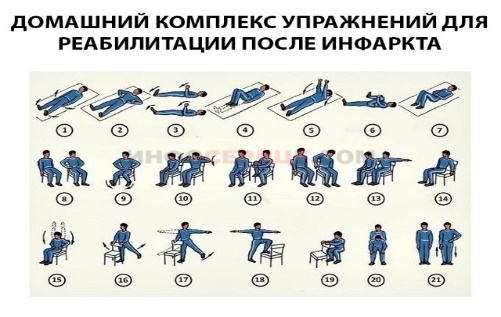 ДОМАШНИЙ КОМПЛЕКС УПРАЖНЕНИЙ ДЛЯ
РЕАБИЛИТАЦИИ ПОСЛЕ ИНФАРКТА
1 2 3 4 5 6 7
8 9 10 11 12 13 14
15 16 17 18 19 20 21